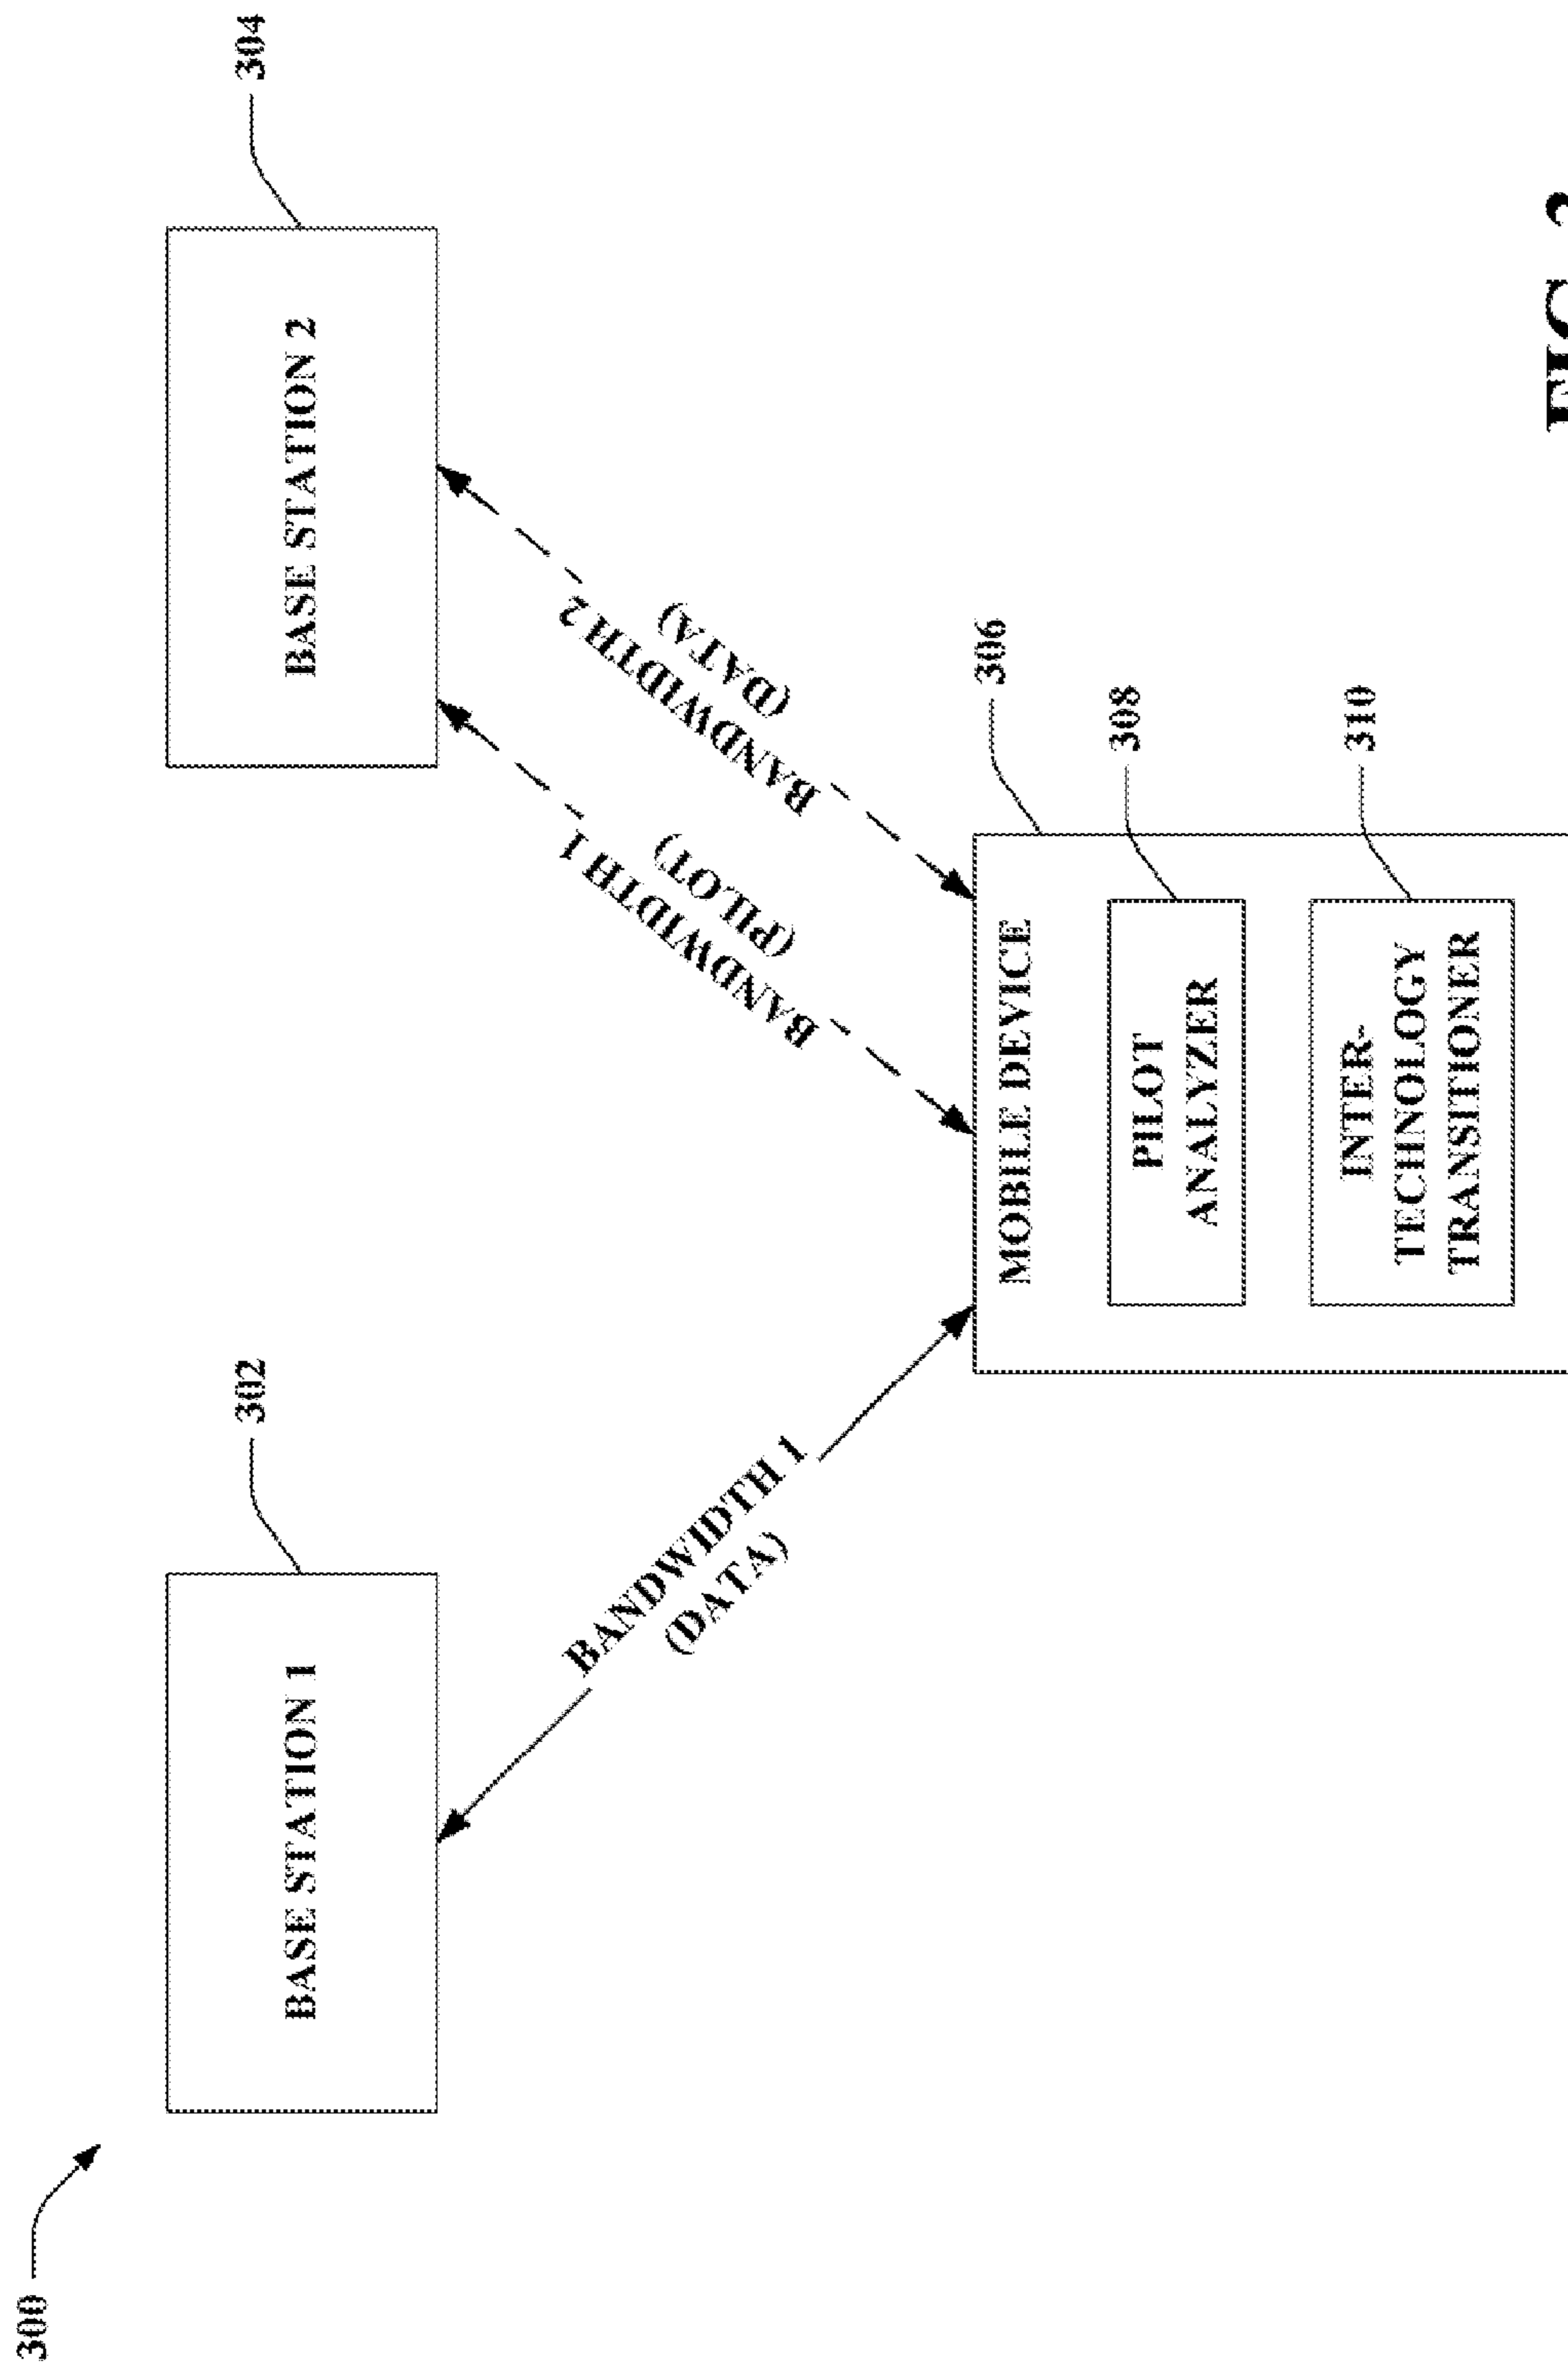 300
302
304
BASE STATION 1
BASE STATION 2
BANDWIDTH 1
(DATA)
BANDWIDTH 1
(PILOT)
BANDWIDTH 2
(DATA)
306
MOBILE DEVICE
308
PILOT
ANALYZER
310
INTER-
TECHNOLOGY
TRANSITIONER
FIG.